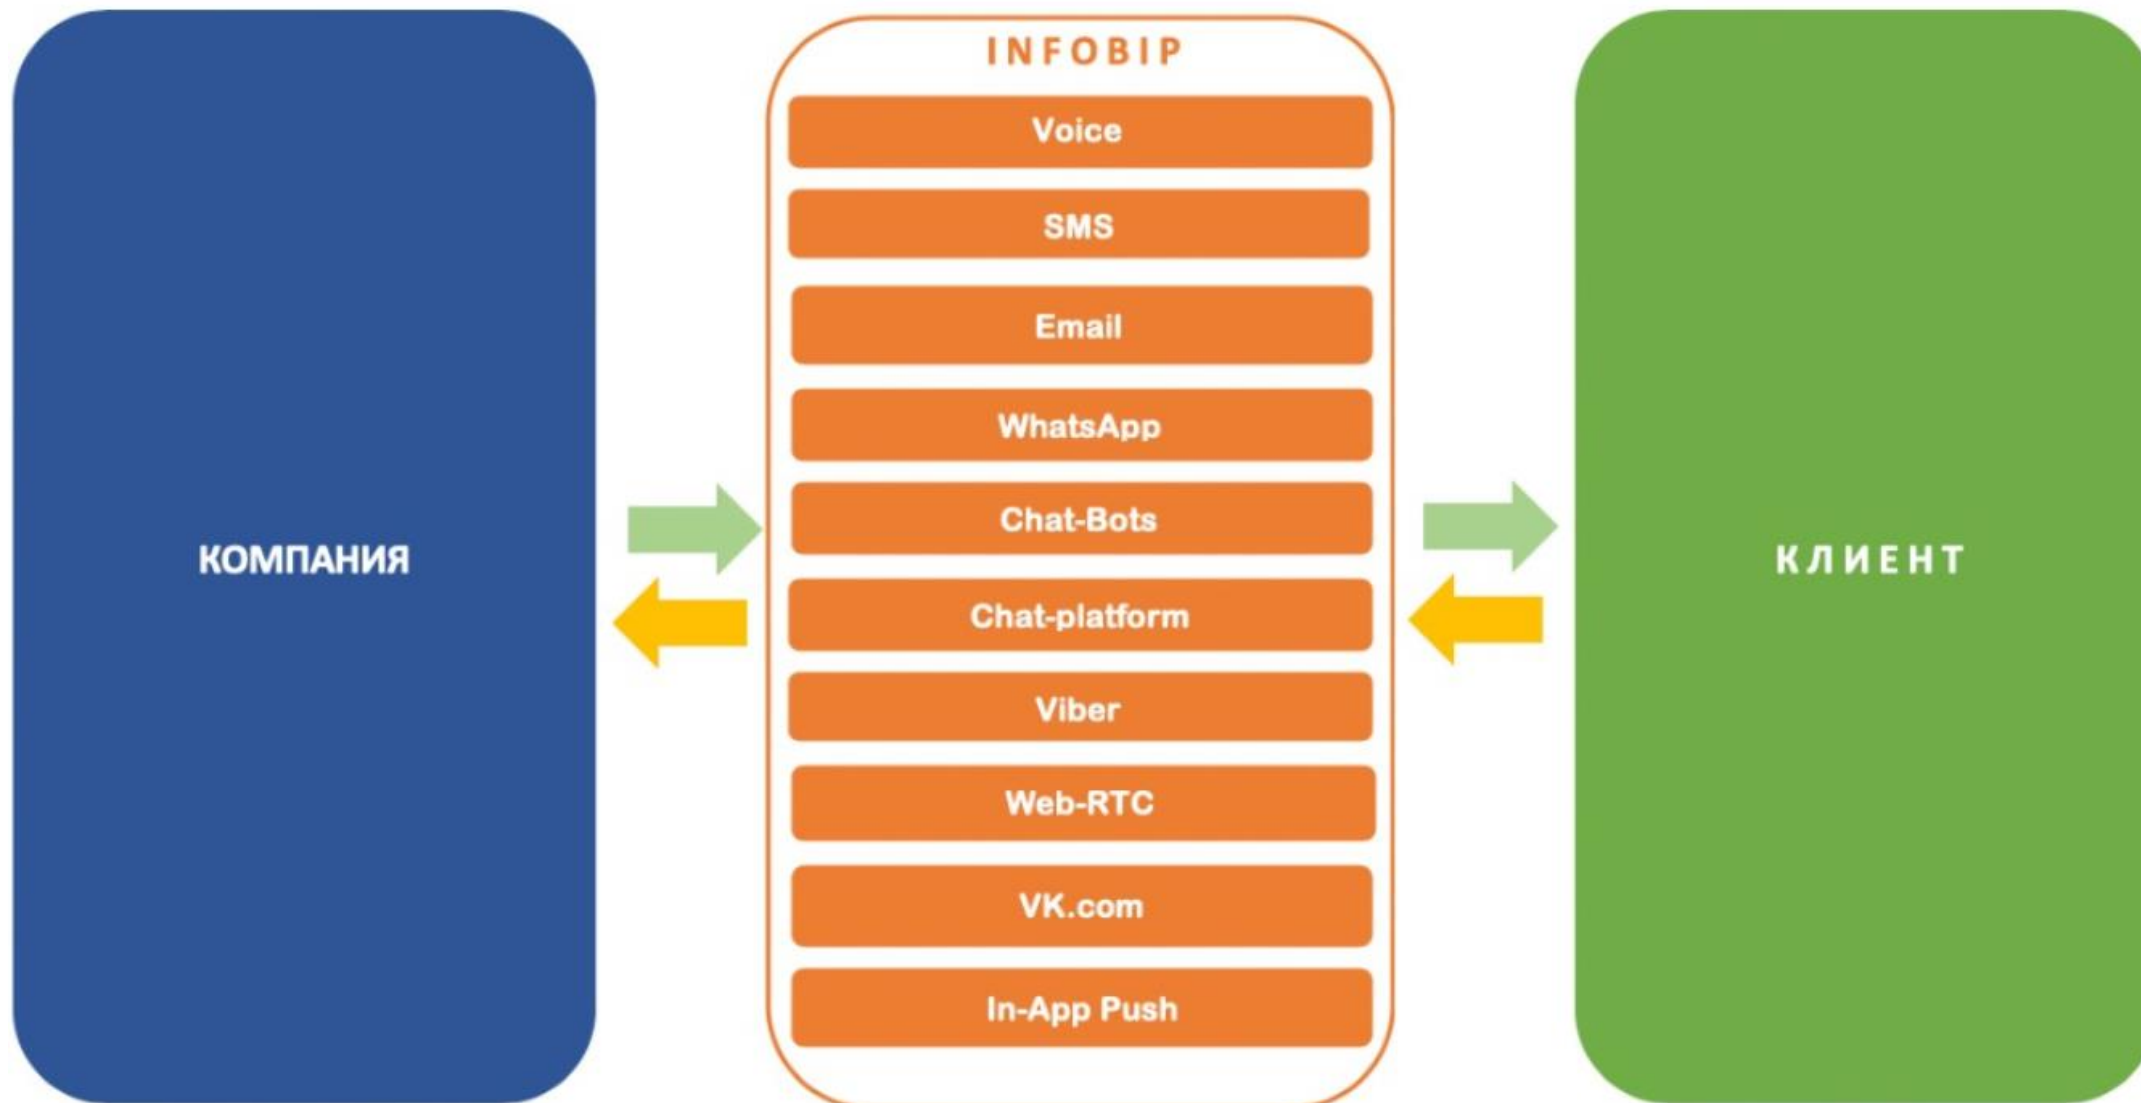 INFOBIP
Voice
SMS
Email
WhatsApp
Chat-Bots
Chat-platform
Viber
Web-RTC
VK.com
In-App Push
КОМПАНИЯ
КЛИЕНТ